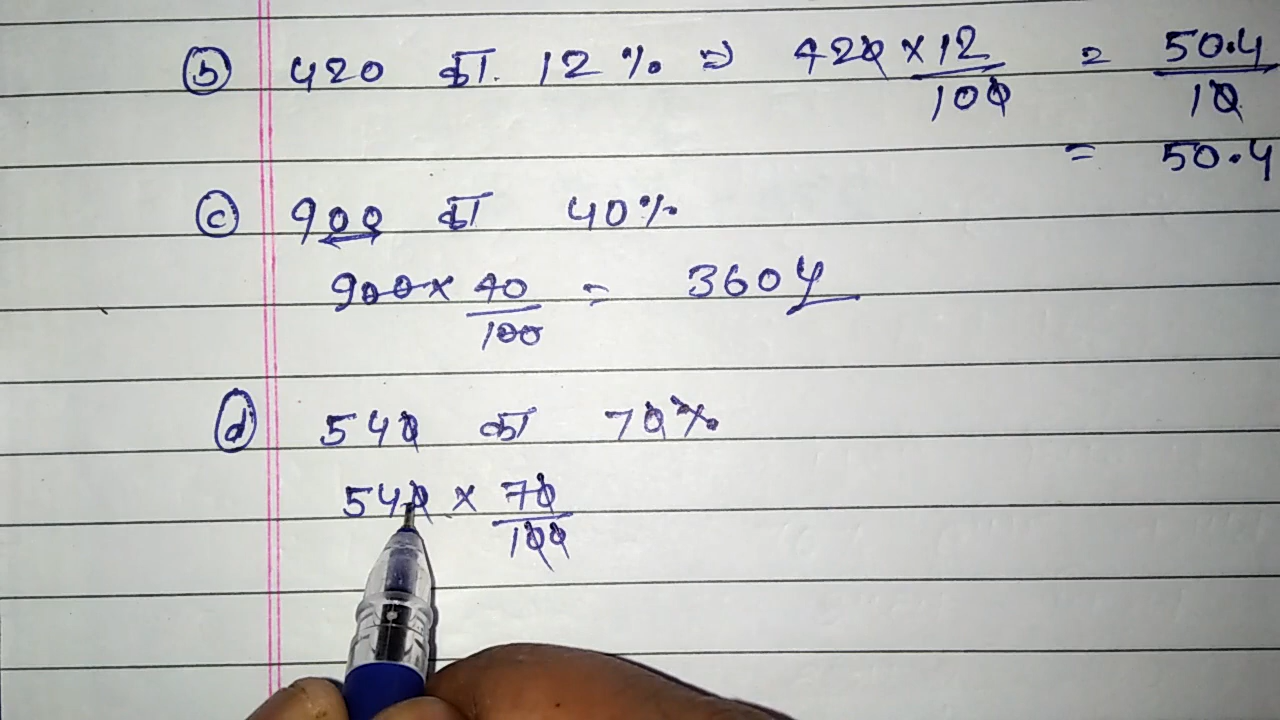 (b) 420 का. 12% ⇒ 420 × 12/100 = 50.4/10
= 50.4
(c) 900 का 40%
900 × 40/100 = 360
(d) 540 का 70%
540 × 70/100